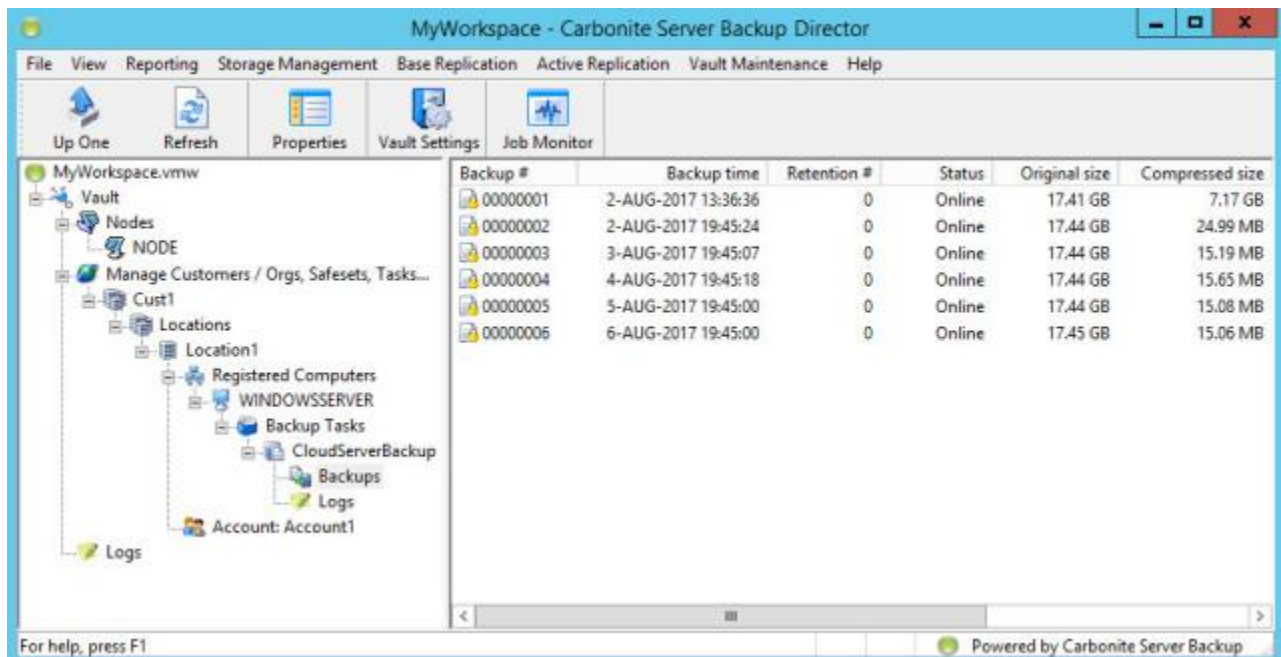 MyWorkspace - Carbonite Server Backup Director
File View Reporting Storage Management Base Replication Active Replication Vault Maintenance Help
Up One Refresh Properties Vault Settings Job Monitor
MyWorkspace.vmw
Vault
Nodes
NODE
Manage Customers / Orgs, Safesets, Tasks...
Cust1
Locations
Location1
Registered Computers
WINDOWSSERVER
Backup Tasks
CloudServerBackup
Backups
Logs
Account: Account1
Logs
Backup # Backup time Retention # Status Original size Compressed size
00000001 2-AUG-2017 13:36:36 0 Online 17.41 GB 7.17 GB
00000002 2-AUG-2017 19:45:24 0 Online 17.44 GB 24.99 MB
00000003 3-AUG-2017 19:45:07 0 Online 17.44 GB 15.19 MB
00000004 4-AUG-2017 19:45:18 0 Online 17.44 GB 15.65 MB
00000005 5-AUG-2017 19:45:00 0 Online 17.44 GB 15.08 MB
00000006 6-AUG-2017 19:45:00 0 Online 17.45 GB 15.06 MB
For help, press F1
Powered by Carbonite Server Backup